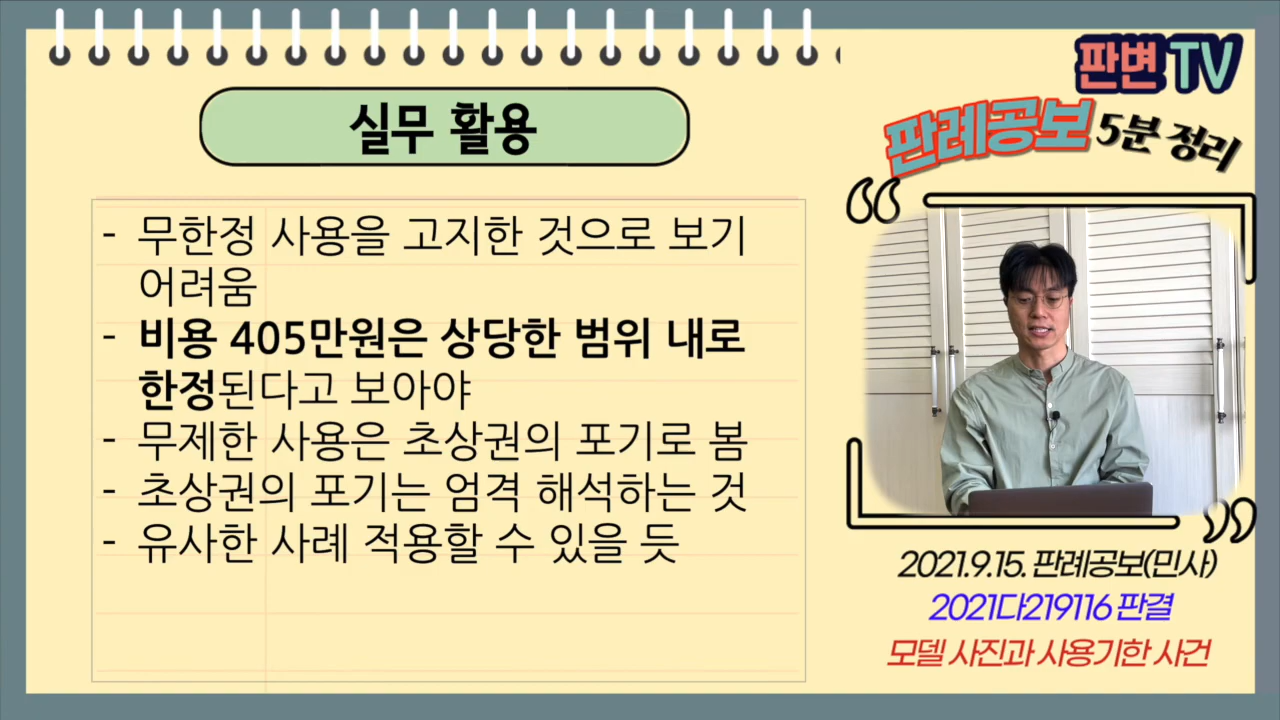 판변 TV
판례공보 5분 정리
실무 활용
- 무한정 사용을 고지한 것으로 보기
어려움
- 비용 405만원은 상당한 범위 내로
한정된다고 보아야
- 무제한 사용은 초상권의 포기로 봄
- 초상권의 포기는 엄격 해석하는 것
- 유사한 사례 적용할 수 있을 듯
2021.9.15. 판례공보(민사)
2021다219116 판결
모델 사진과 사용기한 사건